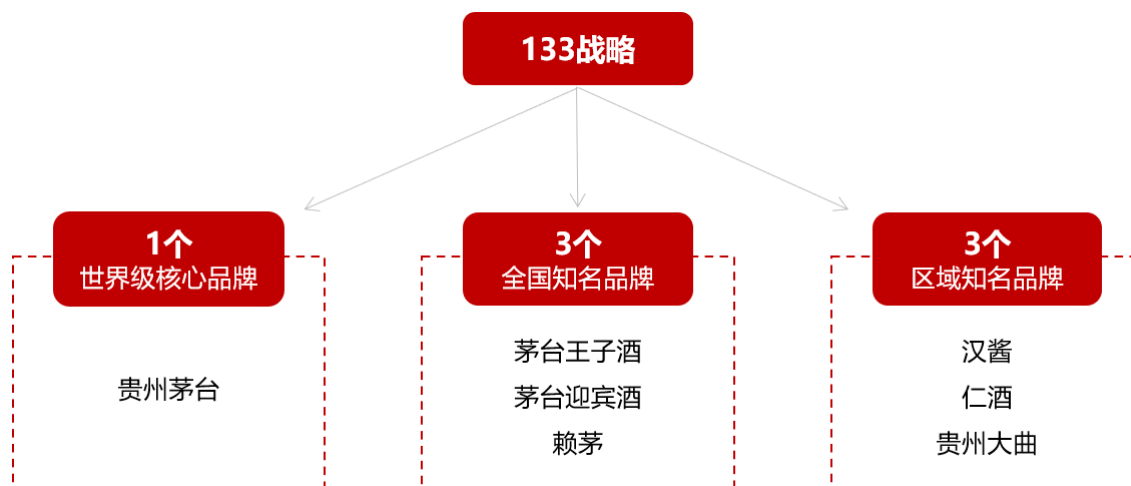 133战略
1个
世界级核心品牌
贵州茅台
3个
全国知名品牌
茅台王子酒
茅台迎宾酒
赖茅
3个
区域知名品牌
汉酱
仁酒
贵州大曲